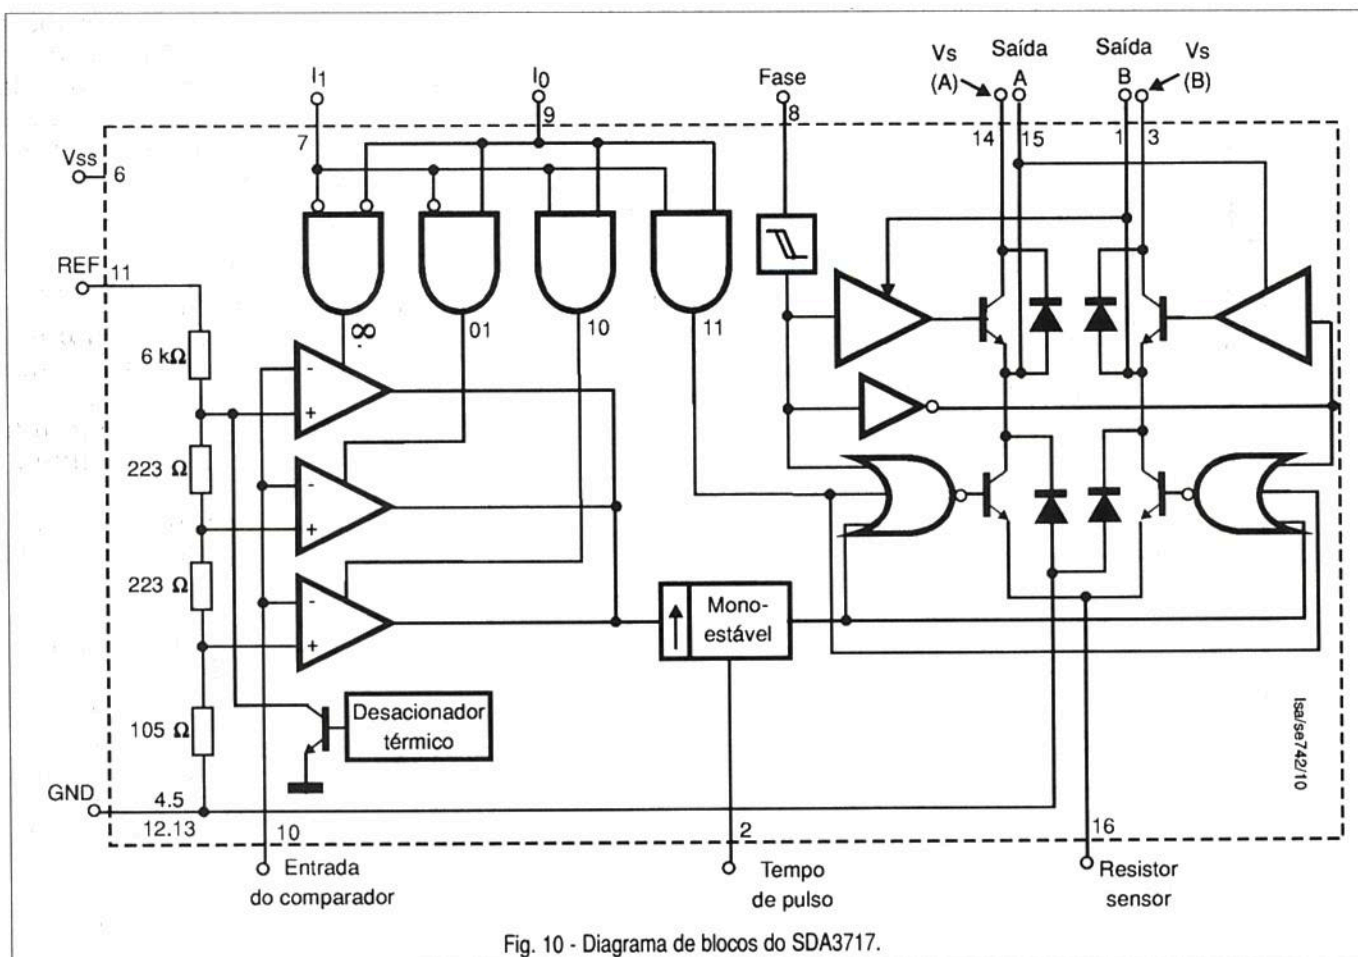 Vs
(A)
Saída
A
Saída
B
Vs
(B)
I1
I0
Fase
7
9
8
14
15
1
3
Vss
6
REF
11
∞
01
10
11
6 kΩ
-
+
223 Ω
-
+
223 Ω
-
+
105 Ω
Mono-
estável
Desacionador
térmico
Isa/se742/10
GND
4.5
12.13
10
2
16
Entrada
do comparador
Tempo
de pulso
Resistor
sensor
Fig. 10 - Diagrama de blocos do SDA3717.